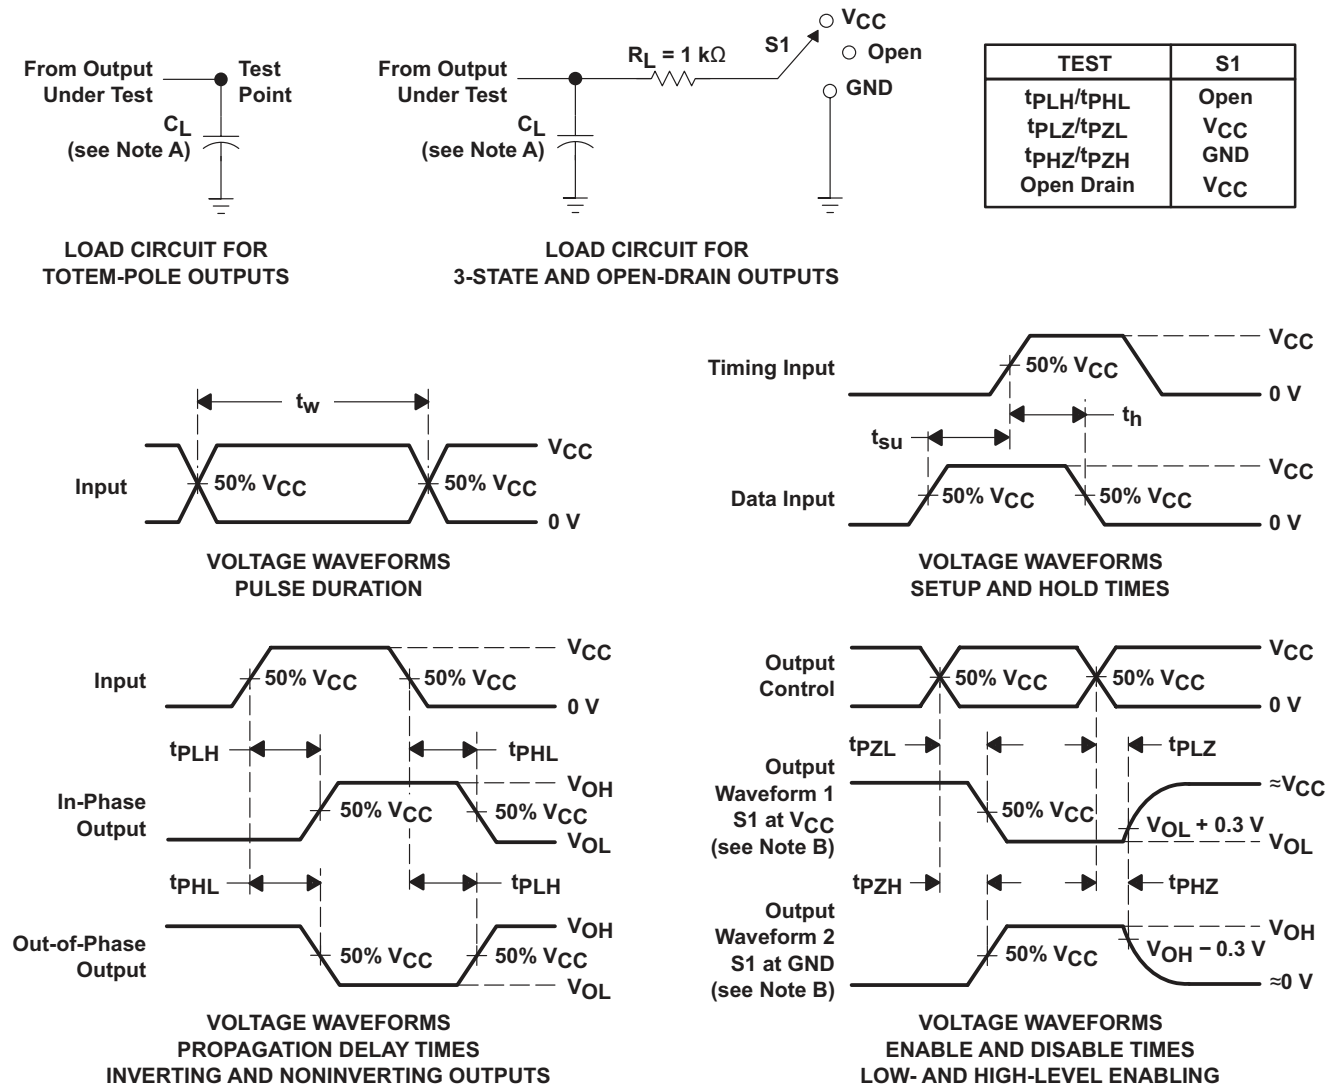 From Output
Under Test
Test
Point
CL
(see Note A)
LOAD CIRCUIT FOR
TOTEM-POLE OUTPUTS
From Output
Under Test
RL = 1 kΩ
S1
VCC
Open
GND
CL
(see Note A)
LOAD CIRCUIT FOR
3-STATE AND OPEN-DRAIN OUTPUTS
TEST S1
tPLH/tPHL Open
tPLZ/tPZL VCC
tPHZ/tPZH GND
Open Drain VCC
tw
Input
50% VCC
50% VCC
VCC
0 V
VOLTAGE WAVEFORMS
PULSE DURATION
Timing Input
50% VCC
VCC
0 V
th
tsu
Data Input
50% VCC
50% VCC
VCC
0 V
VOLTAGE WAVEFORMS
SETUP AND HOLD TIMES
Input
50% VCC
50% VCC
VCC
0 V
tPLH
tPHL
In-Phase
Output
50% VCC
50% VCC
VOH
VOL
tPHL
tPLH
Out-of-Phase
Output
50% VCC
50% VCC
VOH
VOL
VOLTAGE WAVEFORMS
PROPAGATION DELAY TIMES
INVERTING AND NONINVERTING OUTPUTS
Output
Control
50% VCC
50% VCC
VCC
0 V
tPZL
tPLZ
Output
Waveform 1
S1 at VCC
(see Note B)
50% VCC
VOL + 0.3 V
≈VCC
VOL
tPZH
tPHZ
Output
Waveform 2
S1 at GND
(see Note B)
50% VCC
VOH − 0.3 V
VOH
≈0 V
VOLTAGE WAVEFORMS
ENABLE AND DISABLE TIMES
LOW- AND HIGH-LEVEL ENABLING